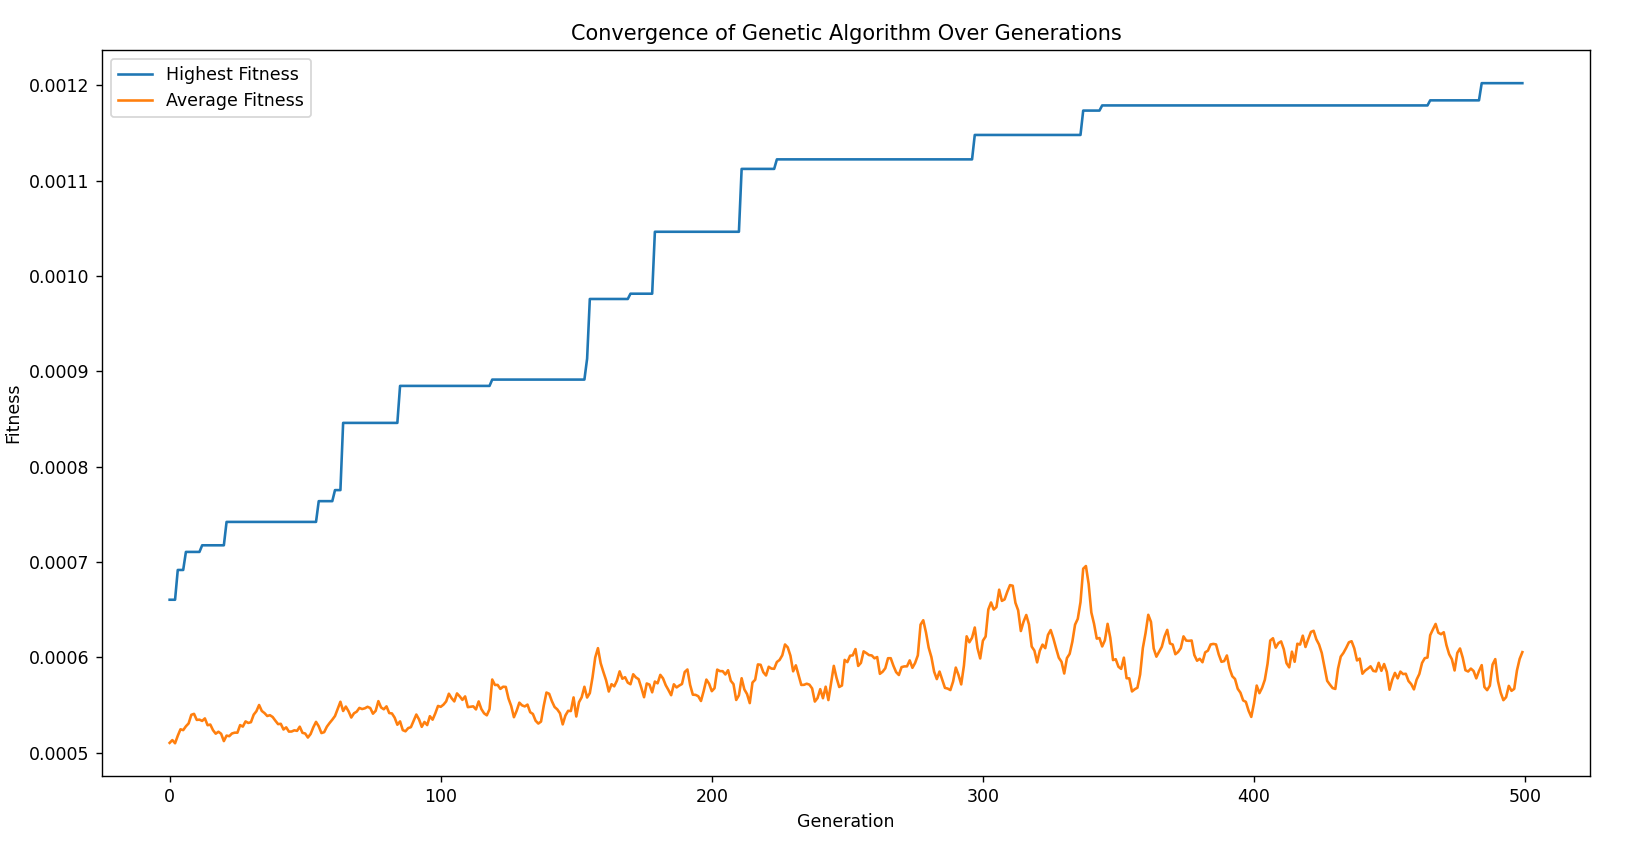 Convergence of Genetic Algorithm Over Generations
Highest Fitness
Average Fitness
0.0012
0.0011
0.0010
0.0009
0.0008
0.0007
0.0006
0.0005
Fitness
0 100 200 300 400 500
Generation